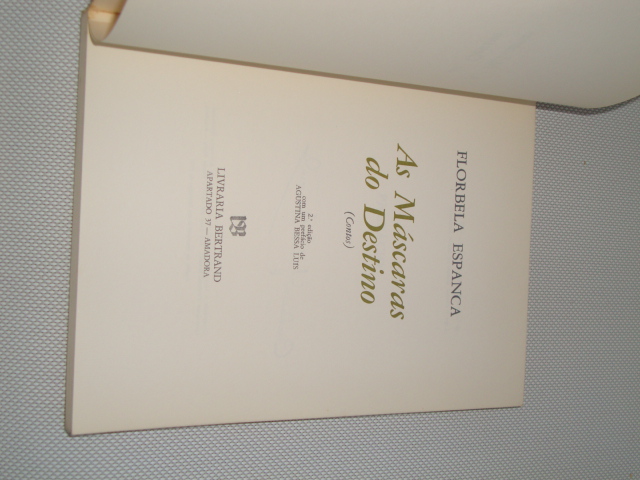 FLORBELA ESPANCA
As Máscaras
do Destino
(Contos)
2.ª edição
com um prefácio de
AGUSTINA BESSA LUÍS
LIVRARIA BERTRAND
APARTADO 37 — AMADORA